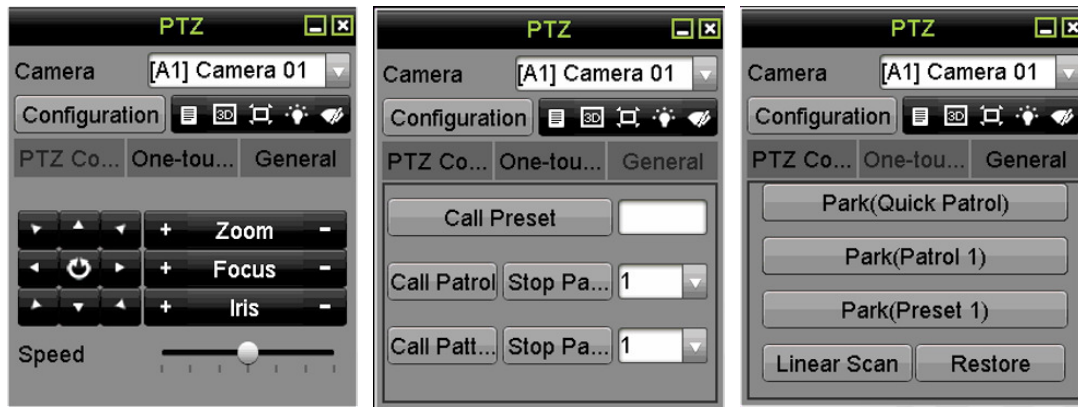 PTZ
Camera [A1] Camera 01
Configuration 3D
PTZ Co... One-tou... General
+ Zoom -
+ Focus -
+ Iris -
Speed
PTZ
Camera [A1] Camera 01
Configuration 3D
PTZ Co... One-tou... General
Call Preset
Call Patrol Stop Pa... 1
Call Patt... Stop Pa... 1
PTZ
Camera [A1] Camera 01
Configuration 3D
PTZ Co... One-tou... General
Park(Quick Patrol)
Park(Patrol 1)
Park(Preset 1)
Linear Scan Restore